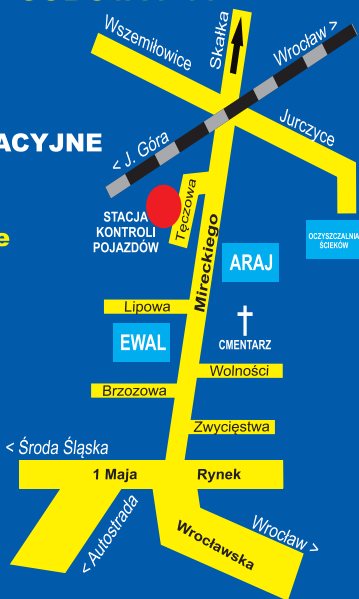 Skałka
Wszemiłowice
Wrocław >
Jurczyce
ACYJNE
< J. Góra
Tęczowa
STACJA
KONTROLI
POJAZDÓW
OCZYSZCZALNIA
ŚCIEKÓW
e
Mireckiego
ARAJ
Lipowa
EWAL
CMENTARZ
Wolności
Brzozowa
Zwycięstwa
< Środa Śląska
1 Maja
Rynek
< Autostrada
Wrocławska
Wrocław >